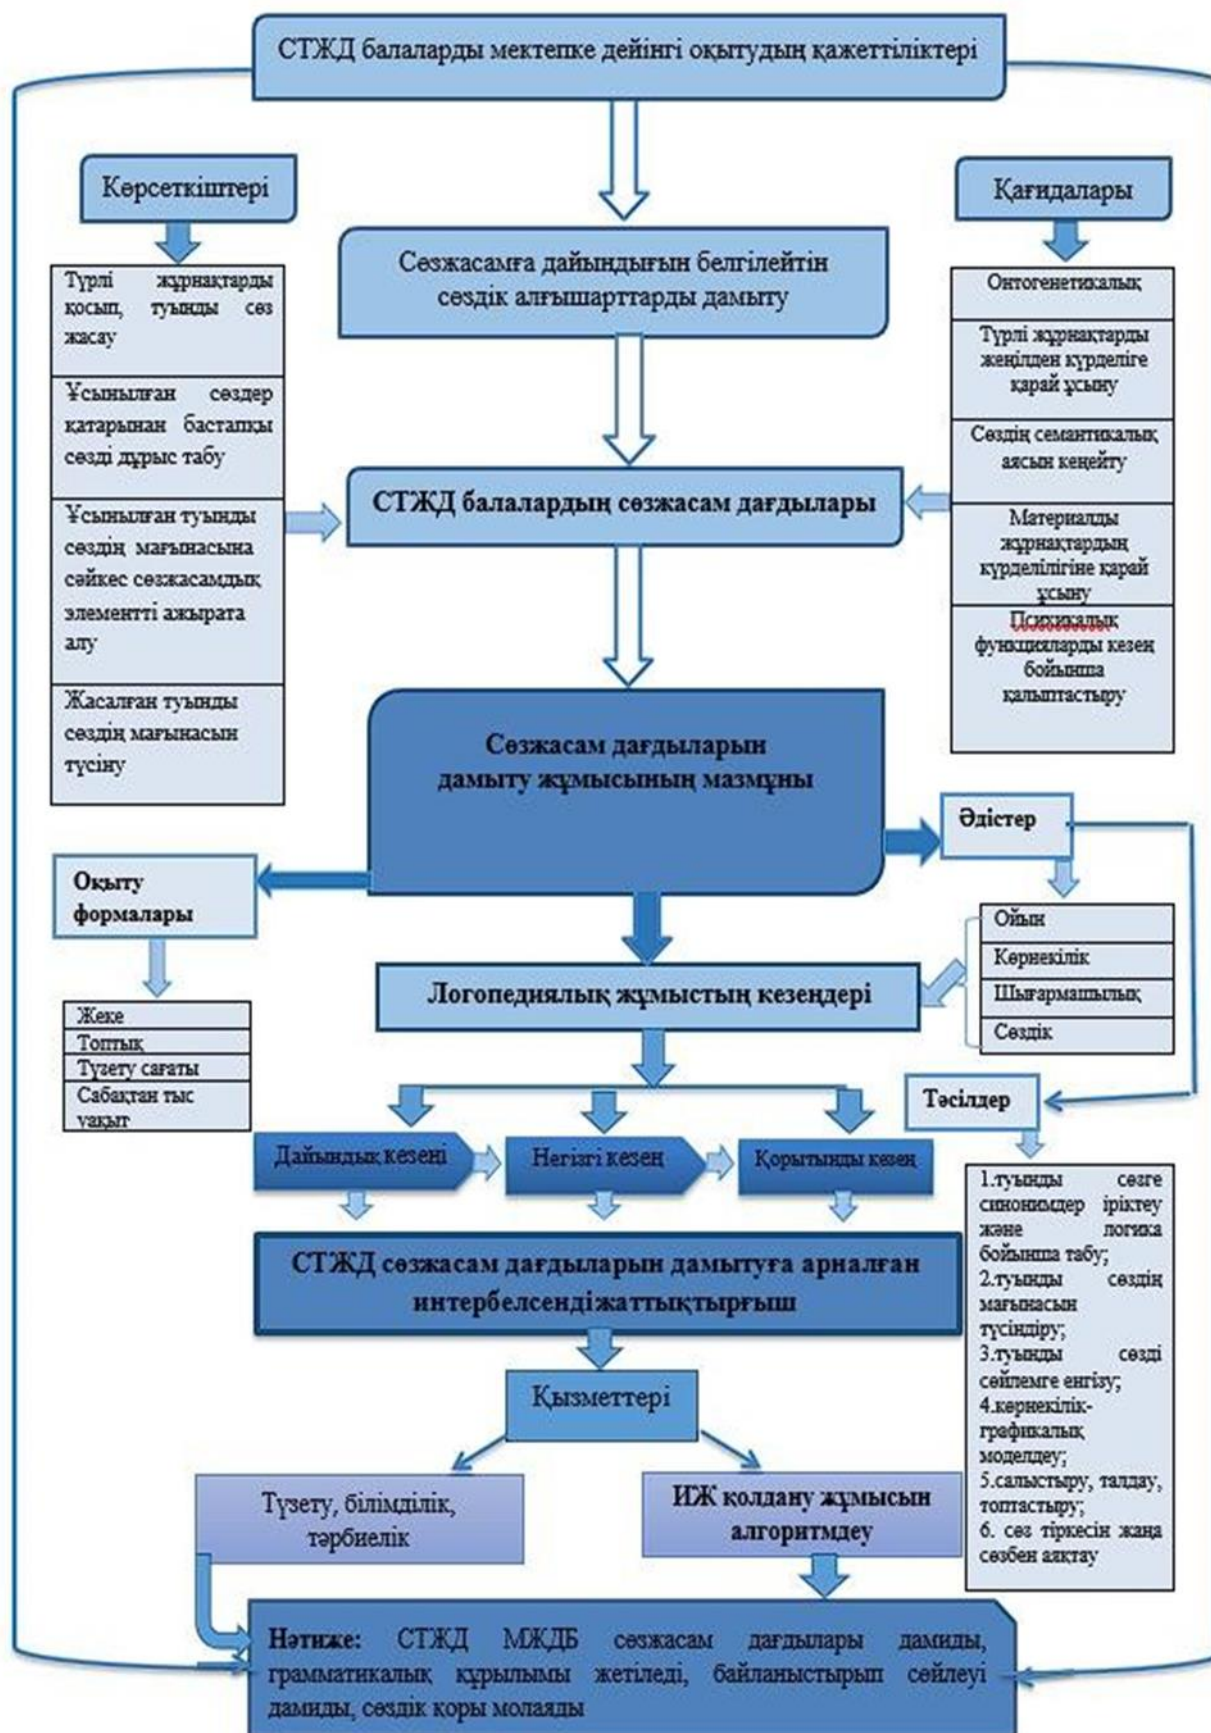 СТЖД балаларды мектепке дейінгі оқытудың қажеттіліктері
Көрсеткіштері
Түрлі жұрнақтарды
қосып, туынды сөз
жасау
Ұсынылған сөздер
қатарынан бастапқы
сөзді дұрыс табу
Ұсынылған туынды
сөздің мағынасына
сәйкес сөзжасамдық
элементті ажырата
алу
Жасалған туынды
сөздің мағынасын
түсіну
Сөзжасамға дайындығын белгілейтін
сөздік алғышарттарды дамыту
Қағидалары
Онтогенетикалық
Түрлі жұрнақтарды
жеңілден күрделіге
қарай ұсыну
Сөздің семантикалық
аясын кеңейту
Материалды
жұрнақтардың
күрделілігіне қарай
ұсыну
Психикалық
функцияларды кезең
бойынша
қалыптастыру
СТЖД балалардың сөзжасам дағдылары
Сөзжасам дағдыларын
дамыту жұмысының мазмұны
Оқыту
формалары
Жеке
Топтық
Түзету сағаты
Сабақтан тыс
уақыт
Әдістер
Ойын
Көрнекілік
Шығармашылық
Сөздік
Логопедиялық жұмыстың кезеңдері
Тәсілдер
1.туынды сөзге
синонимдер іріктеу
және логика
бойынша табу;
2.туынды сөздің
мағынасын
түсіндіру;
3.туынды сөзді
сөйлемге енгізу;
4.көрнекілік-
графикалық
моделдеу;
5.салыстыру, талдау,
топтастыру;
6. сөз тіркесін жаңа
сөзбен аяқтау
Дайындық кезеңі
Негізгі кезең
Қорытынды кезең
СТЖД сөзжасам дағдыларын дамытуға арналған
интербелсендіжаттықтырғыш
Қызметтері
Түзету, білімділік,
тәрбиелік
ИЖ қолдану жұмысын
алгоритмдеу
Нәтиже: СТЖД МЖДБ сөзжасам дағдылары дамиды,
грамматикалық құрылымы жетіледі, байланыстырып сөйлеуі
дамиды, сөздік қоры молаяды